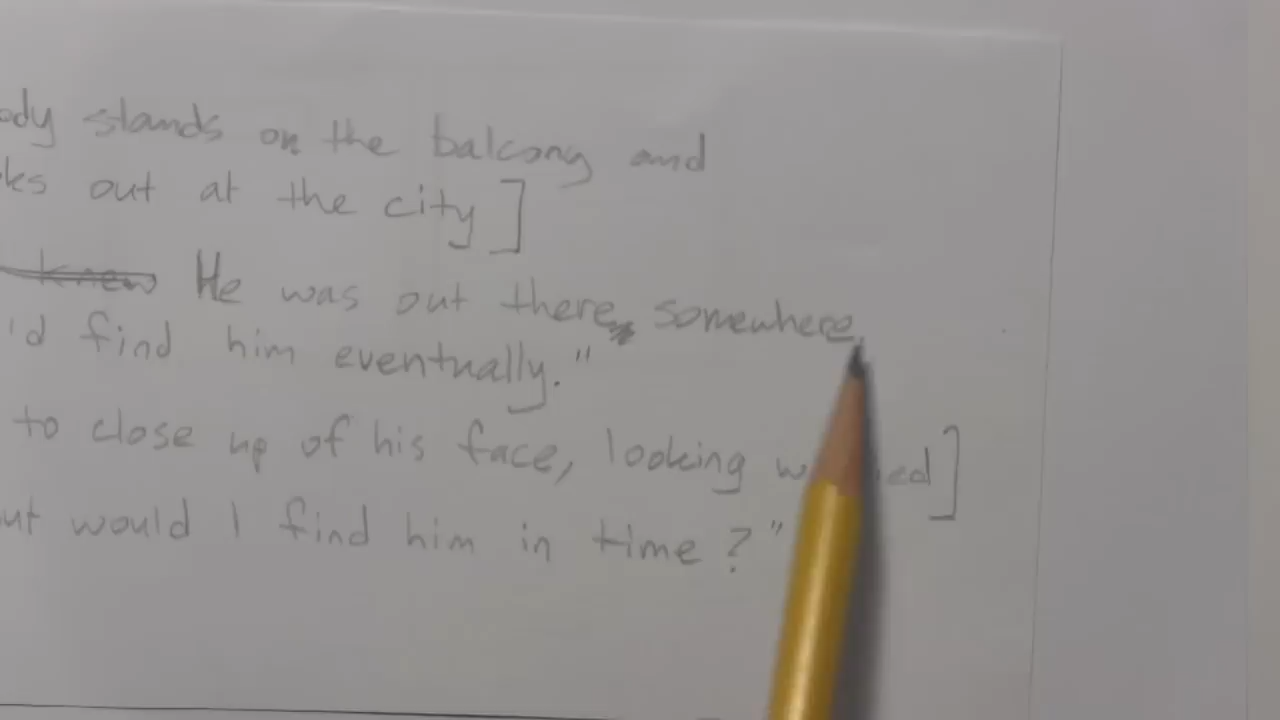 ody stands on the balcony and
ks out at the city]
knew He was out there, somewhere,
'd find him eventually."
to close up of his face, looking
ut would I find him in time?"